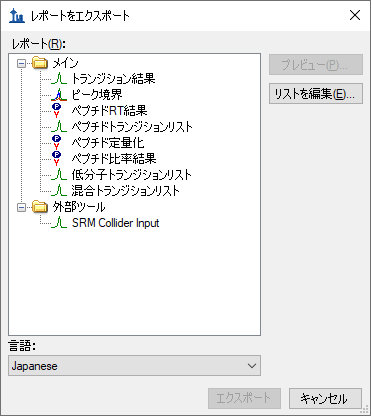 レポートをエクスポート
レポート(R):
プレビュー(P)...
メイン
トランジション結果
リストを編集(E)...
ピーク境界
ペプチドRT結果
ペプチドトランジションリスト
ペプチド定量化
ペプチド比率結果
低分子トランジションリスト
混合トランジションリスト
外部ツール
SRM Collider Input
言語:
Japanese
エクスポート
キャンセル